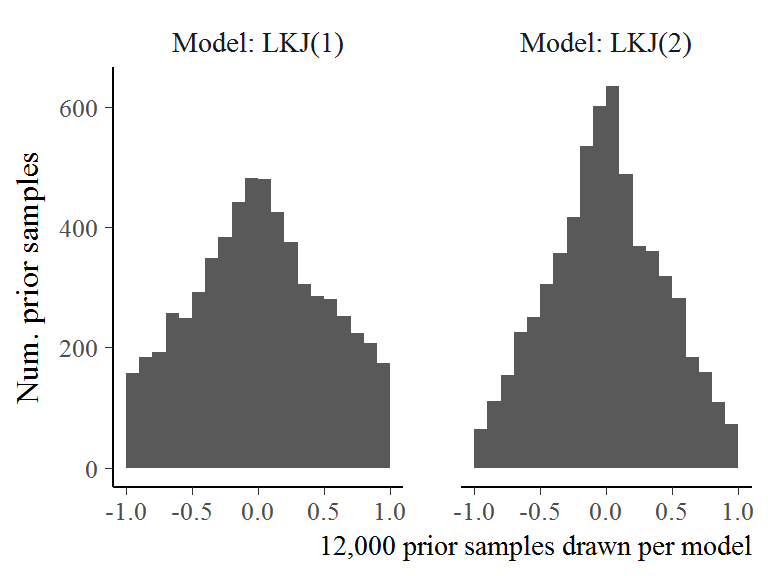 Model: LKJ(1)
Model: LKJ(2)
Num. prior samples
600
400
200
0
-1.0 -0.5 0.0 0.5 1.0
-1.0 -0.5 0.0 0.5 1.0
12,000 prior samples drawn per model